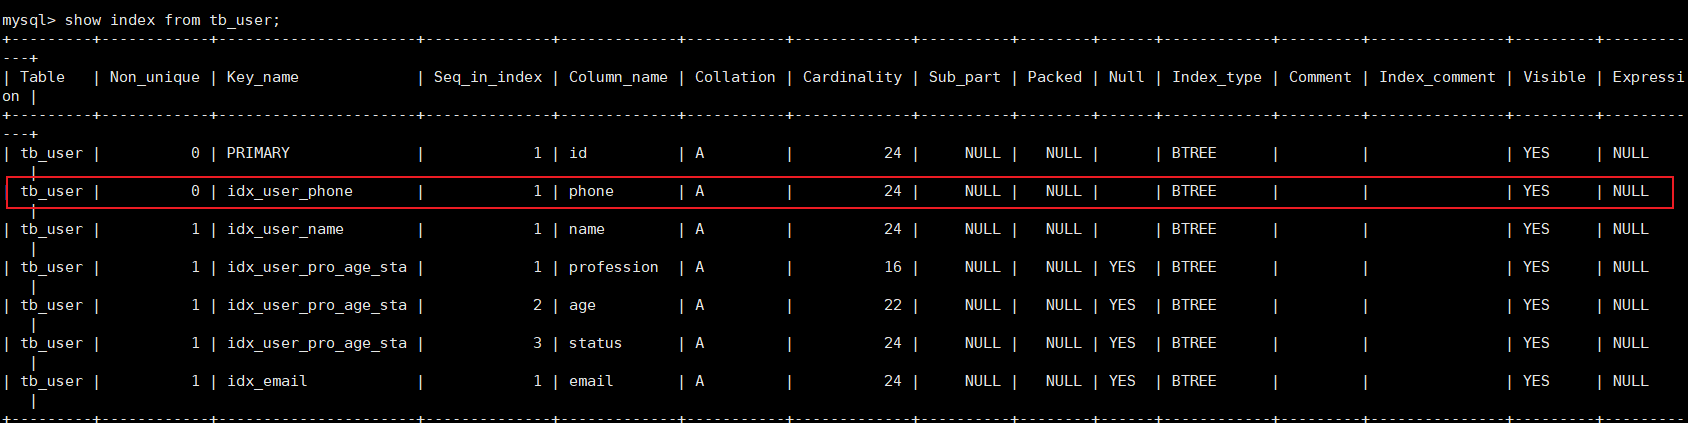 mysql> show index from tb_user;
+---------+------------+----------------------+--------------+-------------+-----------+-------------+----------+--------+------+------------+---------+---------------+---------+---------
---+
| Table   | Non_unique | Key_name             | Seq_in_index | Column_name | Collation | Cardinality | Sub_part | Packed | Null | Index_type | Comment | Index_comment | Visible | Expressi
on |
+---------+------------+----------------------+--------------+-------------+-----------+-------------+----------+--------+------+------------+---------+---------------+---------+---------
---+
| tb_user |          0 | PRIMARY              |            1 | id          | A         |          24 |     NULL |   NULL |      | BTREE      |         |               | YES     | NULL
   |
| tb_user |          0 | idx_user_phone       |            1 | phone       | A         |          24 |     NULL |   NULL |      | BTREE      |         |               | YES     | NULL
   |
| tb_user |          1 | idx_user_name        |            1 | name        | A         |          24 |     NULL |   NULL |      | BTREE      |         |               | YES     | NULL
   |
| tb_user |          1 | idx_user_pro_age_sta |            1 | profession  | A         |          16 |     NULL |   NULL | YES  | BTREE      |         |               | YES     | NULL
   |
| tb_user |          1 | idx_user_pro_age_sta |            2 | age         | A         |          22 |     NULL |   NULL | YES  | BTREE      |         |               | YES     | NULL
   |
| tb_user |          1 | idx_user_pro_age_sta |            3 | status      | A         |          24 |     NULL |   NULL | YES  | BTREE      |         |               | YES     | NULL
   |
| tb_user |          1 | idx_email            |            1 | email       | A         |          24 |     NULL |   NULL | YES  | BTREE      |         |               | YES     | NULL
   |
+---------+------------+----------------------+--------------+-------------+-----------+-------------+----------+--------+------+------------+---------+---------------+---------+---------